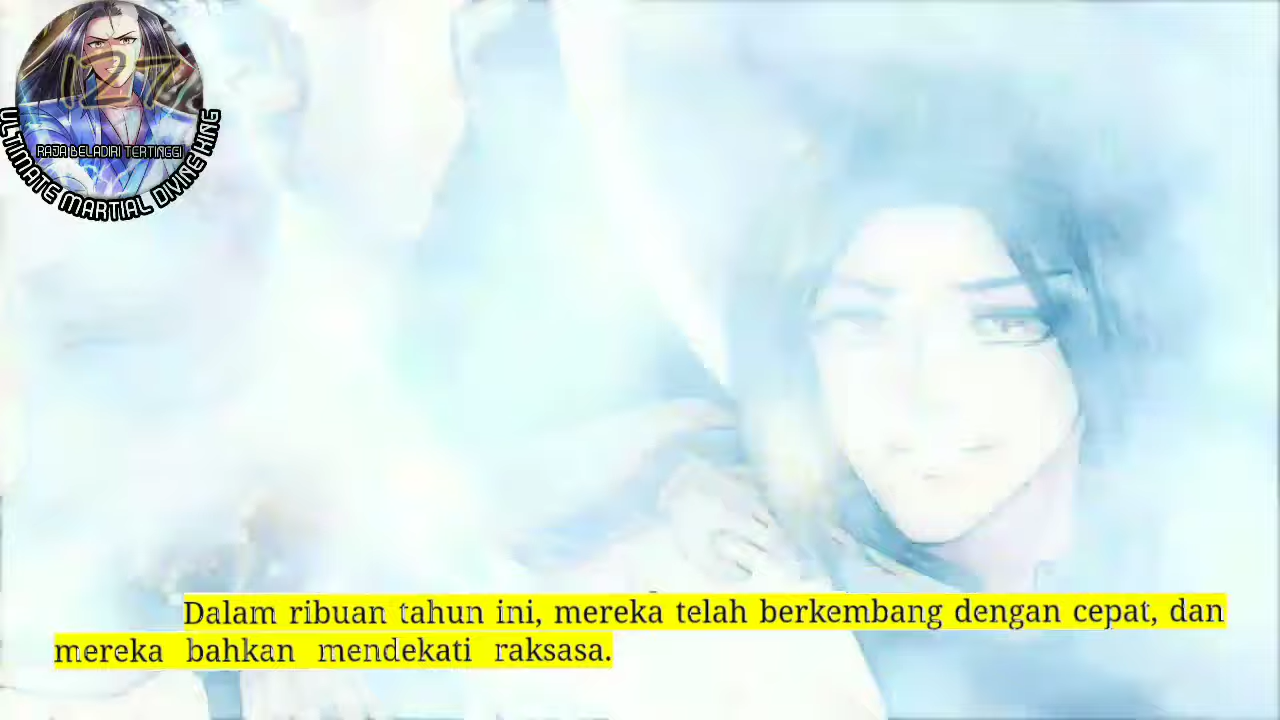 127
RAJA BELADIRI TERTINGGI
ULTIMATE MARTIAL DIVINE KING
Dalam ribuan tahun ini, mereka telah berkembang dengan cepat, dan
mereka bahkan mendekati raksasa.